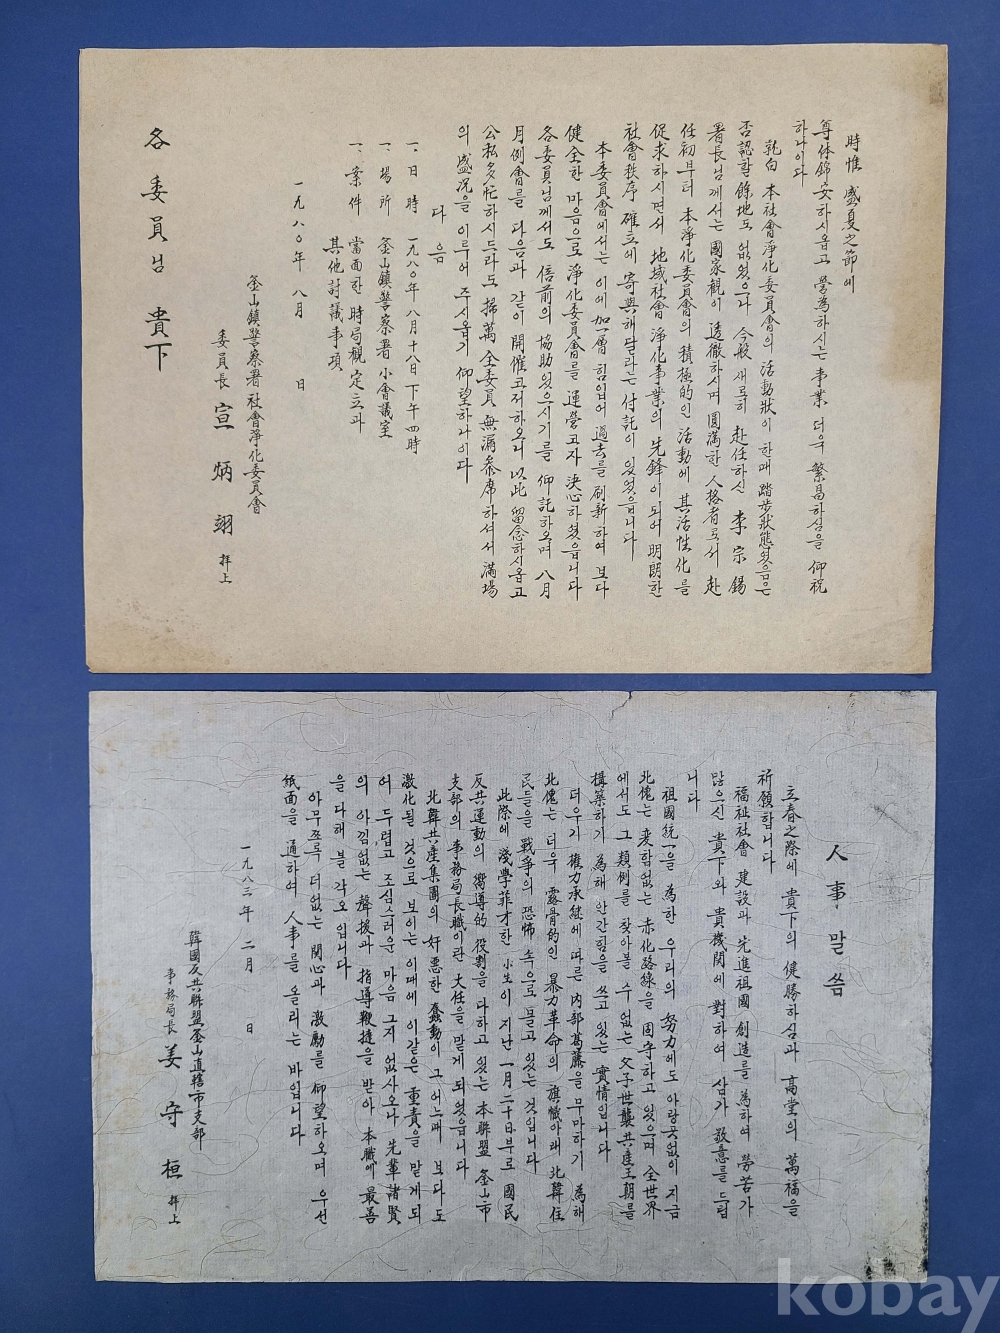 時惟 盛夏之節에
尊体錦安하시옵고 營為하시는 事業 더욱 繁昌하심을 仰祝
하나이다
就白 本社會淨化委員會의 活動狀이 한때 踏步狀態였음은
否認할 餘地도 없었으나 今般 새로히 赴任하신 李宗錫
署長님께서는 國家観이 透徹하시며 圓滿한 人格者로서 赴
任初부터 本淨化委員會의 積極的인 活動에 其活性化를
促求하시면서 地域社會 淨化事業의 先鋒이 되어 明朗한
社會秩序 確立에 寄與해달라는 付託이 있었읍니다
本委員會에서는 이에 加一層 힘입어 過去를 刷新하여 보다
健全한 마음으로 淨化委員會를 運營고자 決心하였읍니다
各委員님께서도 倍前의 協助있으시기를 仰託하오며 八月
月例會를 다음과 같이 開催코저하오니 以此 留念하시옵고
公私多忙하시드라도 掃萬 全委員 無漏參席하셔서 滿場
의 盛況을 이루어 주시옵기 仰望하나이다
다 음
一、日 時 一九八○年 八月 十八日 下午 四時
一、場 所 釜山鎭警察署 小會議室
一、案 件 當面한 時局觀 定立과
其他討議事項
一九八○年 八月 日
釜山鎭警察署社會淨化委員會
委員長 宣 炳 翊 拜上
各 委 員 님 貴 下
人 事 말 씀
立春之際에 貴下의 健勝하심과 高堂의 萬福을
祈願합니다
福祉社會 建設과 先進祖國 創造를 為하여 勞苦가
많으신 貴下와 貴機關에 對하여 삼가 敬意를 드립
니다
祖國統一을 為한 우리의 努力에도 아랑곳없이 지금
北傀는 変함없는 赤化路線을 固守하고 있으며 全世界
에서도 그 類例를 찾아볼 수 없는 父子世襲共産王朝를
構築하기 為해 안간힘을 쓰고 있는 實情입니다
더우기 權力承継에 따른 內部葛藤을 무마하기 為해
北傀는 더욱 露骨的인 暴力革命의 旗幟아래 北韓住
民들을 戰爭의 恐怖 속으로 몰고 있는 것입니다
此際에 淺學菲才한 小生이 지난 一月 二十日부로 國民
反共運動의 嚮導的 役割을 다하고 있는 本聯盟 釜山市
支部의 事務局長職이란 大任을 맡게 되었읍니다
北韓共産集團의 奸悪한 蠢動이 그 어느때 보다도
激化될 것으로 보이는 이때에 이같은 重責을 맡게되
어 두렵고 조심스러운 마음 그지 없사오나 先輩諸賢
의 아낌없는 聲援과 指導鞭撻을 받아 本職에 最善
을 다해 볼 각오입니다
아무쪼록 더없는 関心과 激勵를 仰望하오며 우선
紙面을 通하여 人事를 올리는 바입니다
一九八三年 二月 日
韓國反共聯盟釜山直轄市支部
事務局長 姜 守 桓 拜上
kobay